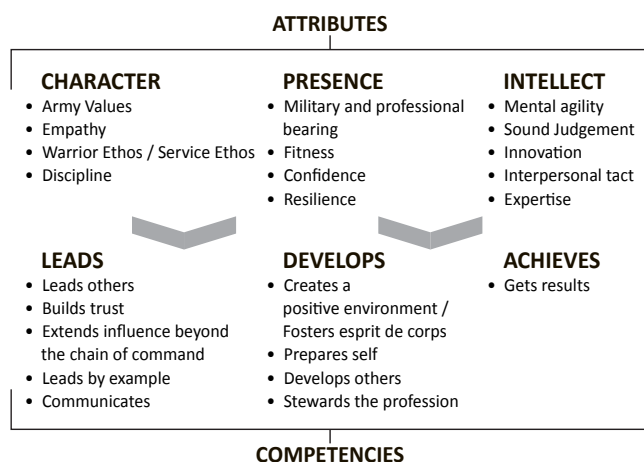 ATTRIBUTES
CHARACTER
• Army Values
• Empathy
• Warrior Ethos / Service Ethos
• Discipline
PRESENCE
• Military and professional
bearing
• Fitness
• Confidence
• Resilience
INTELLECT
• Mental agility
• Sound Judgement
• Innovation
• Interpersonal tact
• Expertise
LEADS
• Leads others
• Builds trust
• Extends influence beyond
the chain of command
• Leads by example
• Communicates
DEVELOPS
• Creates a
positive environment /
Fosters esprit de corps
• Prepares self
• Develops others
• Stewards the profession
ACHIEVES
• Gets results
COMPETENCIES